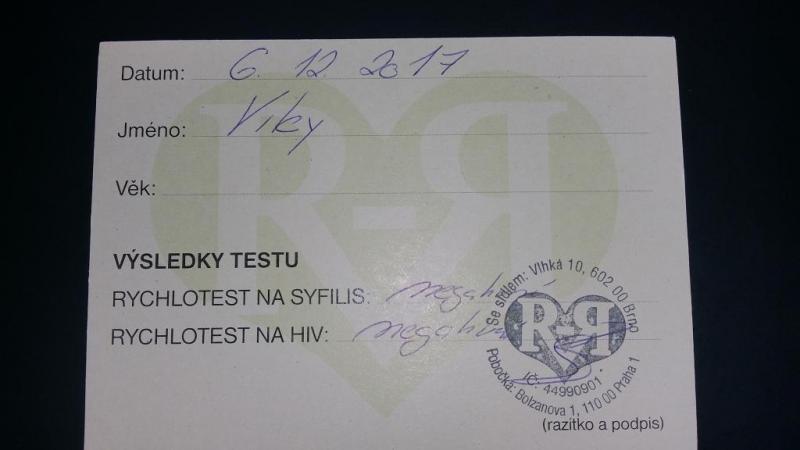 Datum: 6. 12. 2017
Jméno: Viky
Věk:
R-R
VÝSLEDKY TESTU
RYCHLOTEST NA SYFILIS: negativní
RYCHLOTEST NA HIV: negativní
Se sídlem: Vlhká 10, 602 00 Brno
R-R
IČ: 44990901
Pobočka: Bolzanova 1, 110 00 Praha 1
(razítko a podpis)